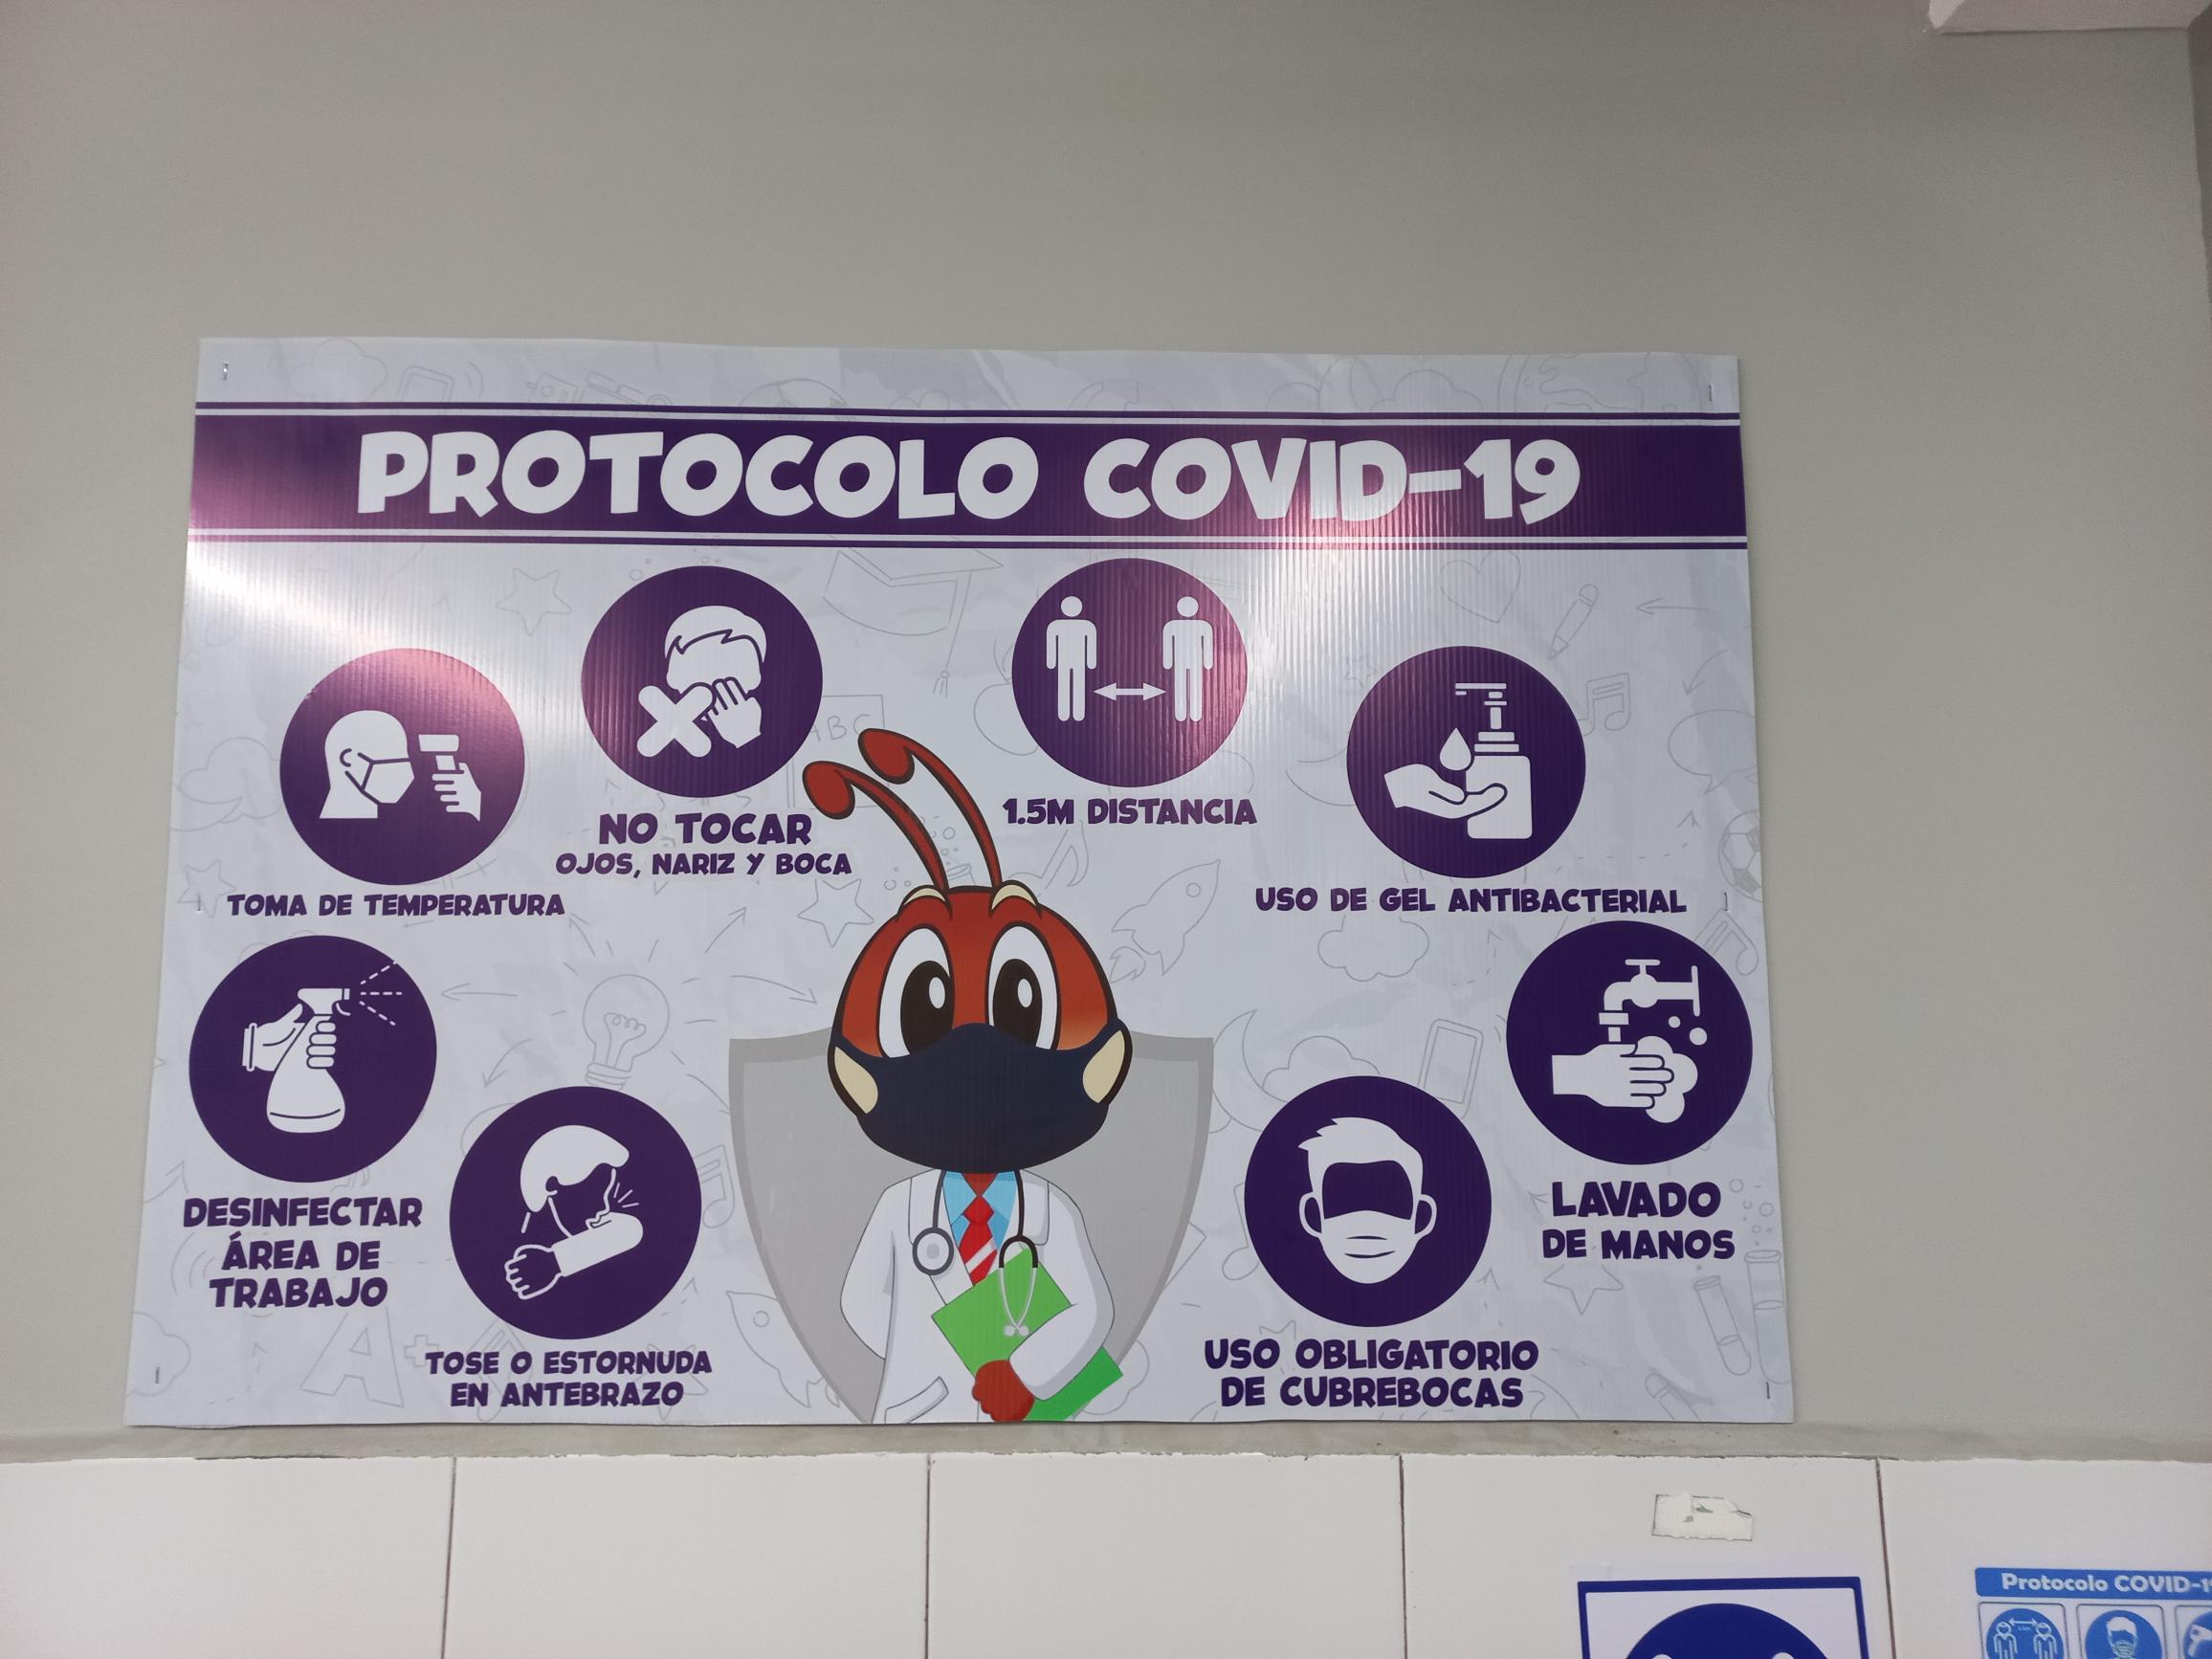 PROTOCOLO COVID-19
TOMA DE TEMPERATURA
NO TOCAR
OJOS, NARIZ Y BOCA
1.5M DISTANCIA
USO DE GEL ANTIBACTERIAL
DESINFECTAR
ÁREA DE
TRABAJO
TOSE O ESTORNUDA
EN ANTEBRAZO
USO OBLIGATORIO
DE CUBREBOCAS
LAVADO
DE MANOS
ABC
A+
Protocolo COVID-1